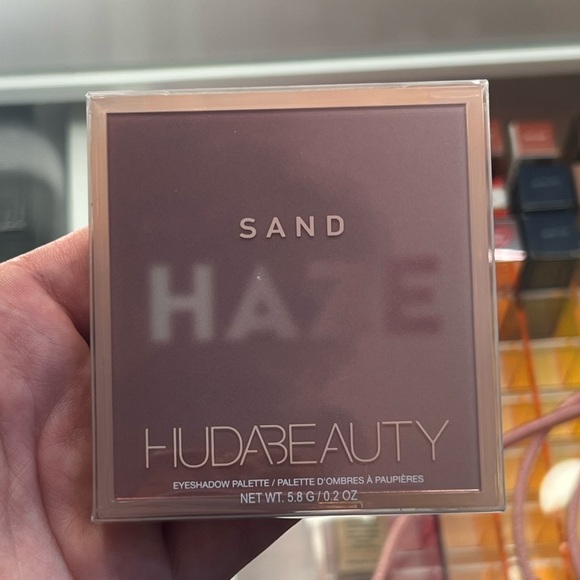 SAND
HAZE
HUDABEAUTY
EYESHADOW PALETTE / PALETTE D'OMBRES À PAUPIÈRES
NET WT. 5.8 G / 0.2 OZ